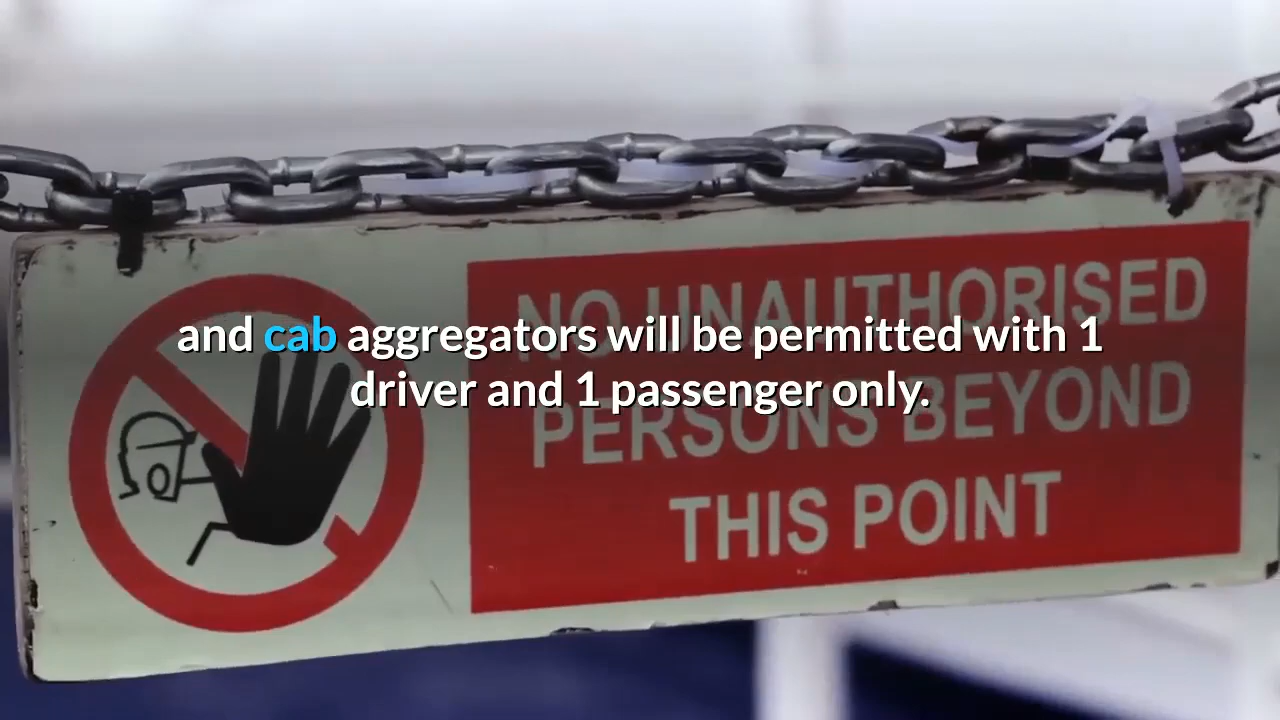 NO UNAUTHORISED
and cab aggregators will be permitted with 1
driver and 1 passenger only.
PERSONS BEYOND
THIS POINT